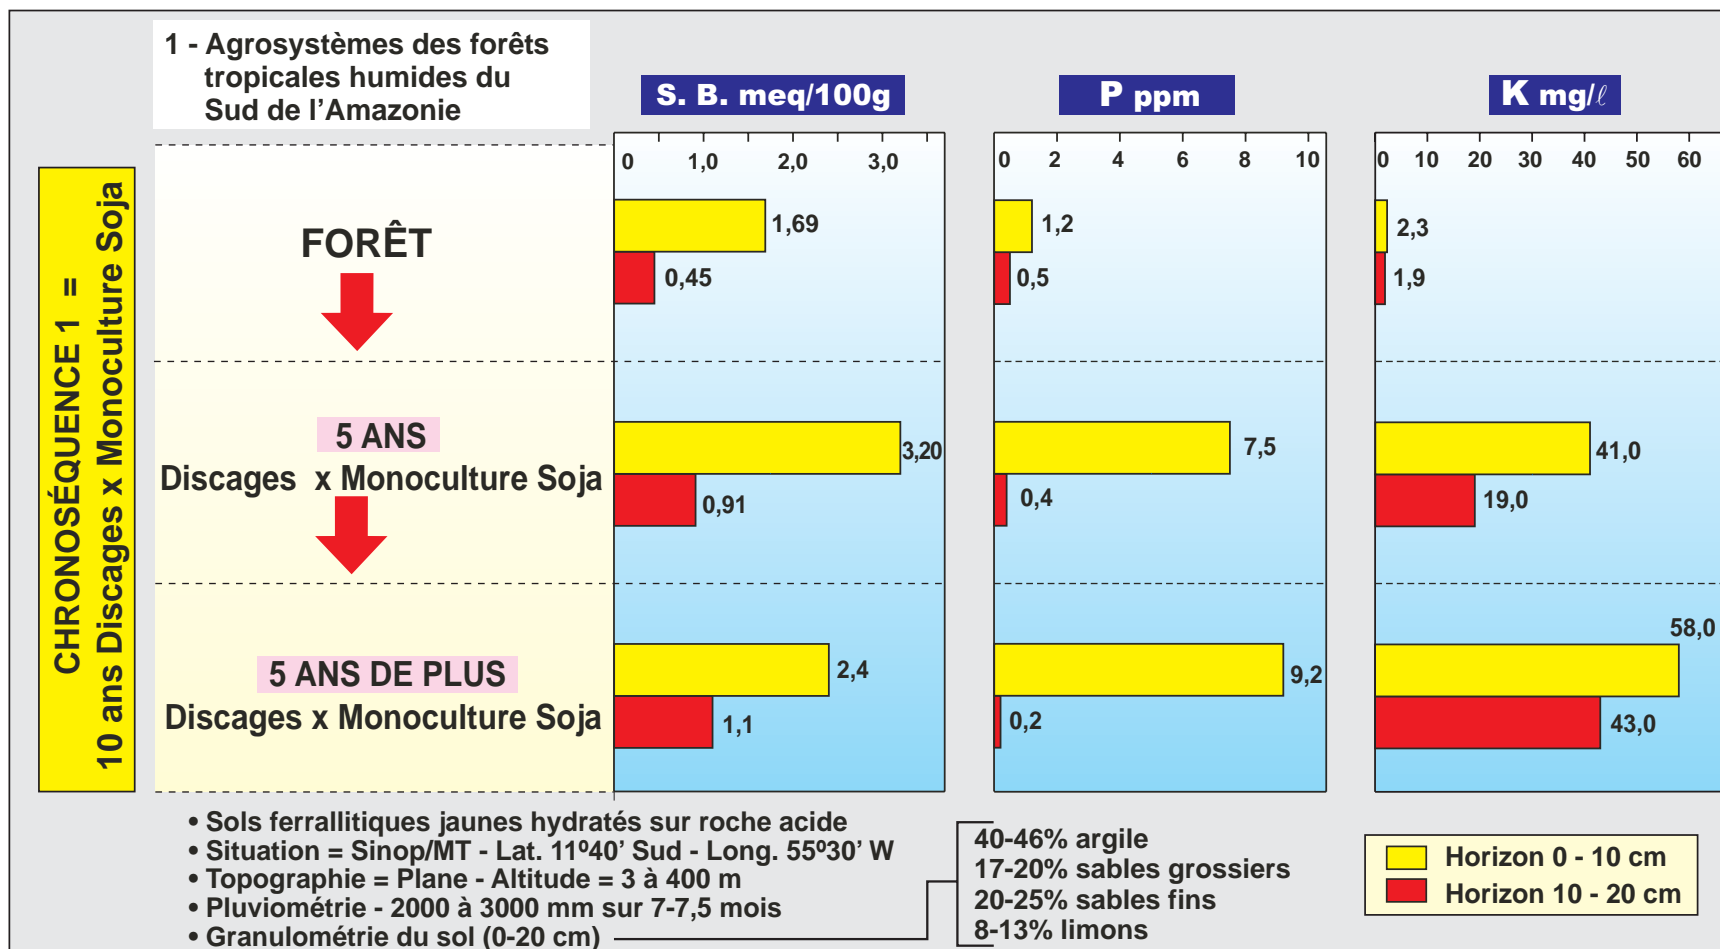 1 - Agrosystèmes des forêts
tropicales humides du
Sud de l'Amazonie
S. B. meq/100g
P ppm
K mg/ℓ
0 1,0 2,0 3,0
0 2 4 6 8 10
0 10 20 30 40 50 60
CHRONOSÉQUENCE 1 =
10 ans Discages x Monoculture Soja
FORÊT
1,69
0,45
1,2
0,5
2,3
1,9
5 ANS
Discages x Monoculture Soja
3,20
0,91
7,5
0,4
41,0
19,0
5 ANS DE PLUS
Discages x Monoculture Soja
2,4
1,1
9,2
0,2
58,0
43,0
• Sols ferrallitiques jaunes hydratés sur roche acide
• Situation = Sinop/MT - Lat. 11º40' Sud - Long. 55º30' W
• Topographie = Plane - Altitude = 3 à 400 m
• Pluviométrie - 2000 à 3000 mm sur 7-7,5 mois
• Granulométrie du sol (0-20 cm)
40-46% argile
17-20% sables grossiers
20-25% sables fins
8-13% limons
Horizon 0 - 10 cm
Horizon 10 - 20 cm